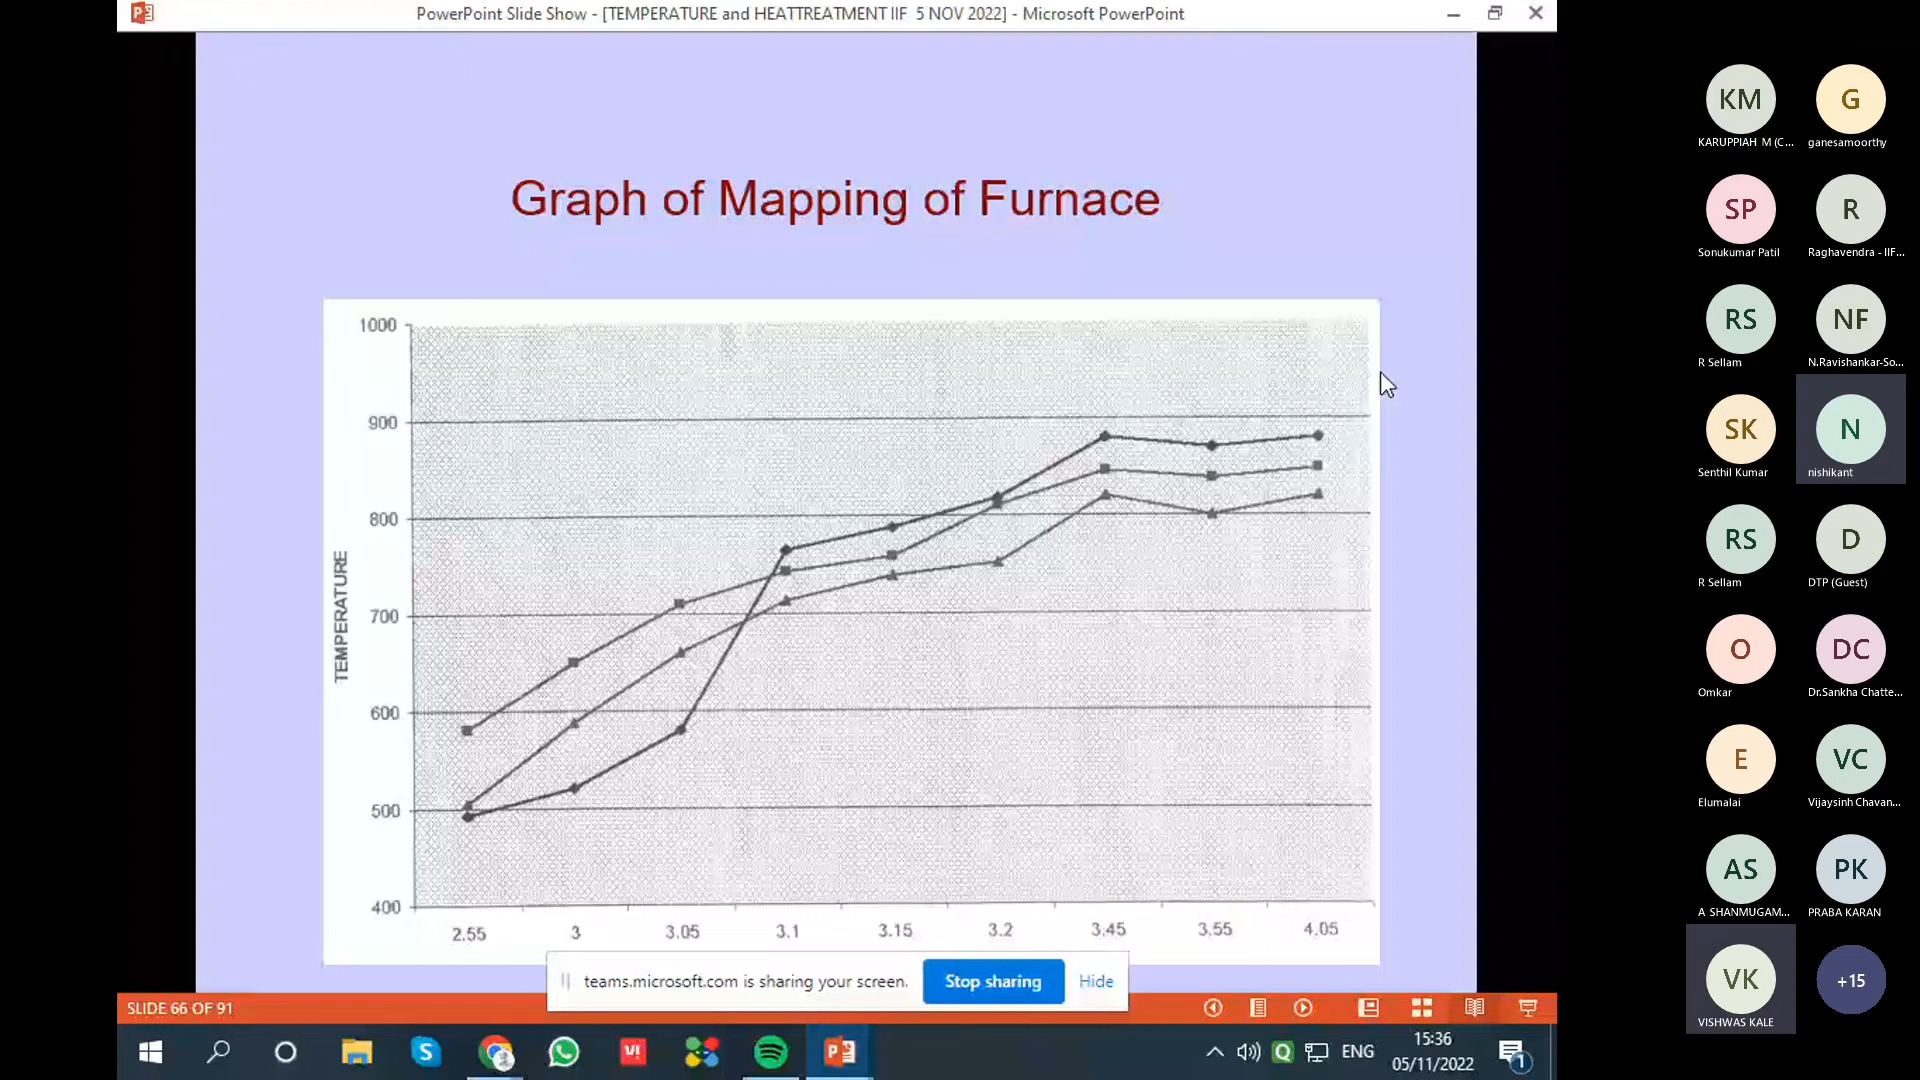 PowerPoint Slide Show - [TEMPERATURE and HEATTREATMENT IIF 5 NOV 2022] - Microsoft PowerPoint
Graph of Mapping of Furnace
TEMPERATURE
1000
900
800
700
600
500
400
2.55 3 3.05 3.1 3.15 3.2 3.45 3.55 4.05
teams.microsoft.com is sharing your screen. Stop sharing Hide
SLIDE 66 OF 91
ENG
15:36
05/11/2022
1
KM G
KARUPPIAH M (C... ganesamoorthy
SP R
Sonukumar Patil Raghavendra - IIF...
RS NF
R Sellam N.Ravishankar-So...
SK N
Senthil Kumar nishikant
RS D
R Sellam DTP (Guest)
O DC
Omkar Dr.Sankha Chatte...
E VC
Elumalai Vijaysinh Chavan...
AS PK
A SHANMUGAM... PRABA KARAN
VK +15
VISHWAS KALE